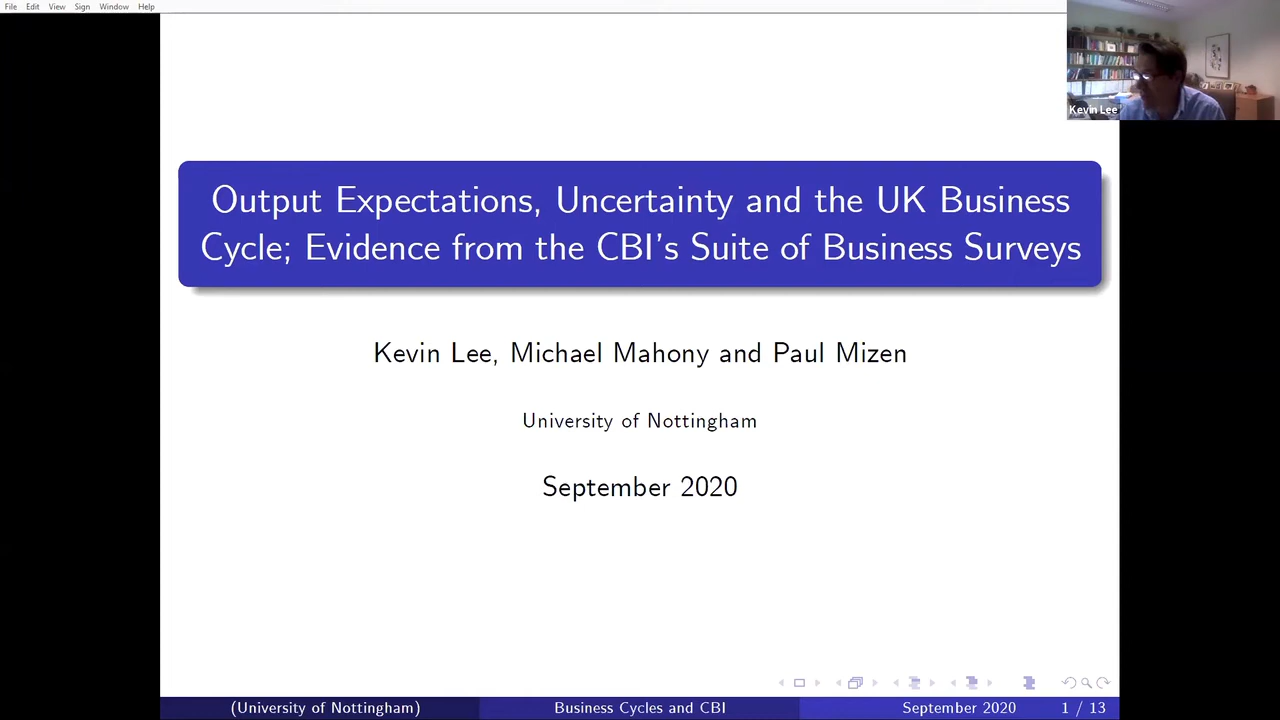 File Edit View Sign Window Help
Kevin Lee
Output Expectations, Uncertainty and the UK Business
Cycle; Evidence from the CBI's Suite of Business Surveys
Kevin Lee, Michael Mahony and Paul Mizen
University of Nottingham
September 2020
(University of Nottingham) Business Cycles and CBI September 2020 1 / 13